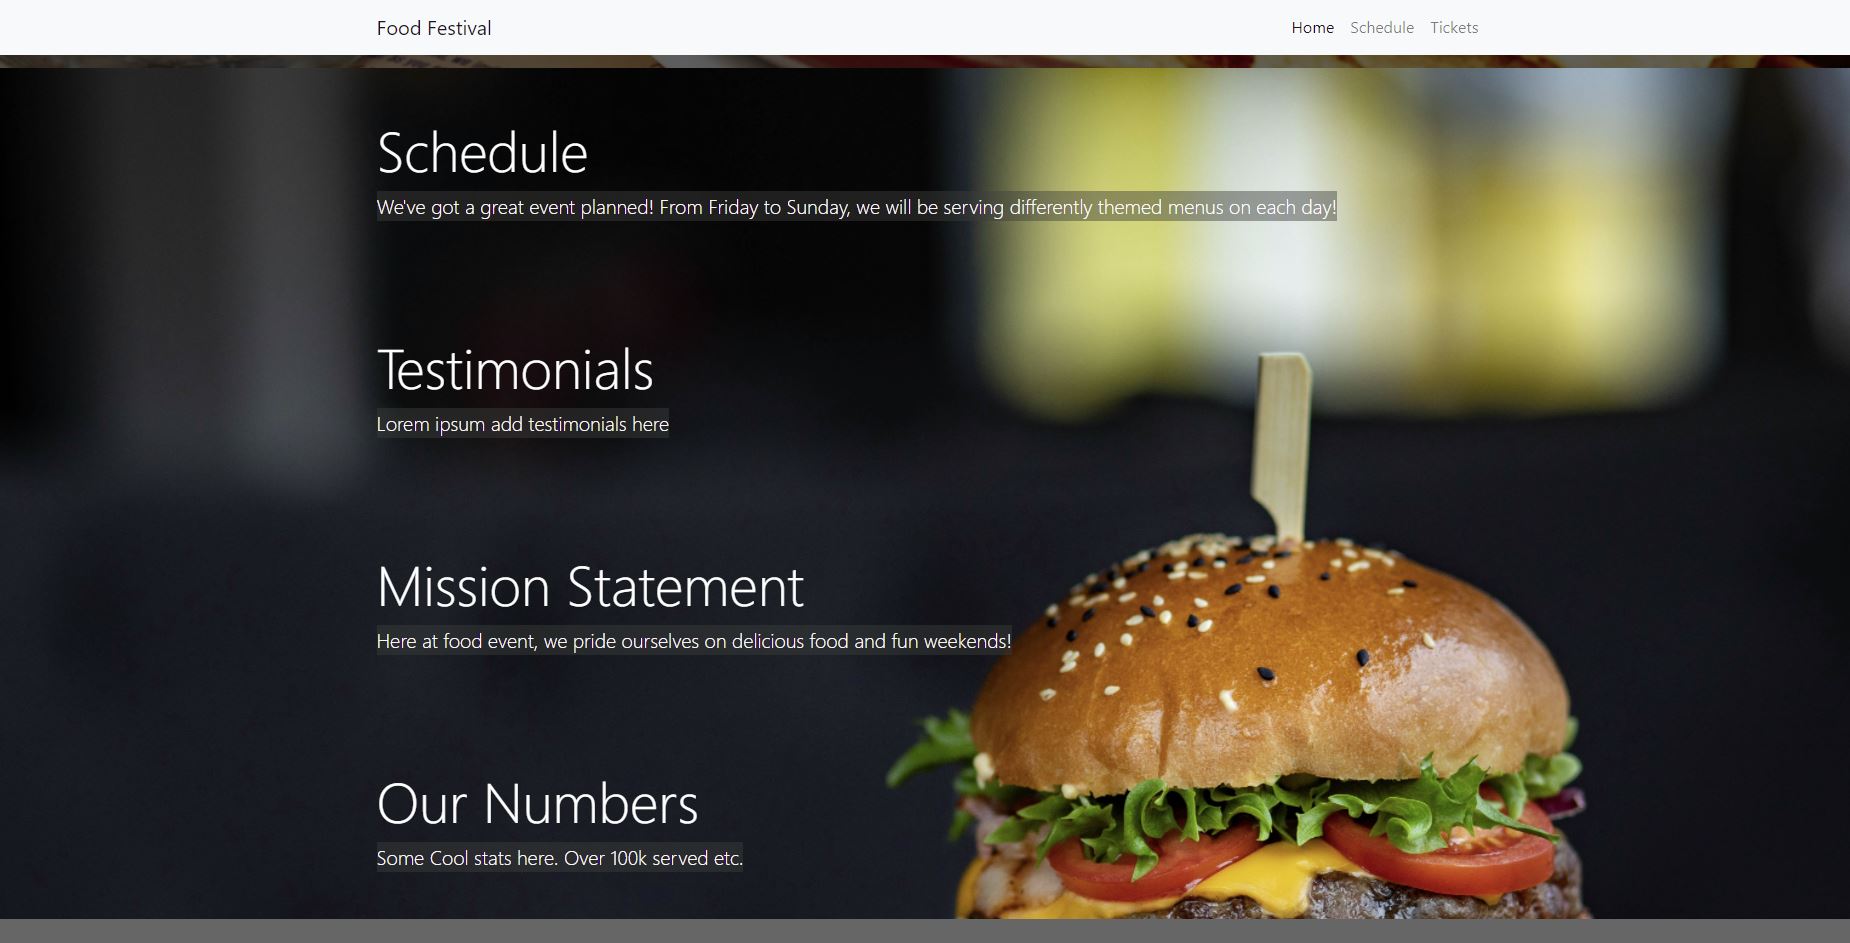 Food Festival
Home Schedule Tickets
Schedule
We've got a great event planned! From Friday to Sunday, we will be serving differently themed menus on each day!
Testimonials
Lorem ipsum add testimonials here
Mission Statement
Here at food event, we pride ourselves on delicious food and fun weekends!
Our Numbers
Some Cool stats here. Over 100k served etc.